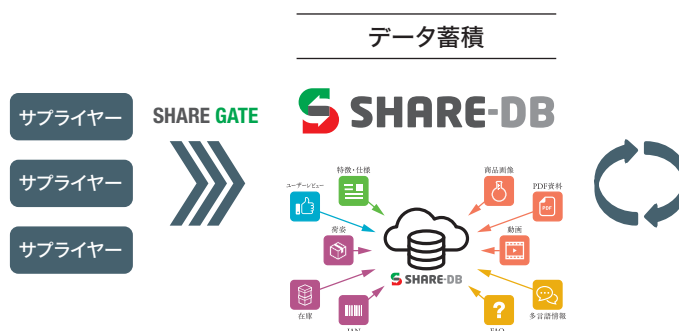 データ蓄積
サプライヤー
サプライヤー
サプライヤー
SHARE GATE
SHARE-DB
特徴・仕様
商品画像
ユーザーレビュー
PDF資料
PDF
荷姿
動画
SHARE-DB
在庫
多言語情報
?
JAN
FAQ